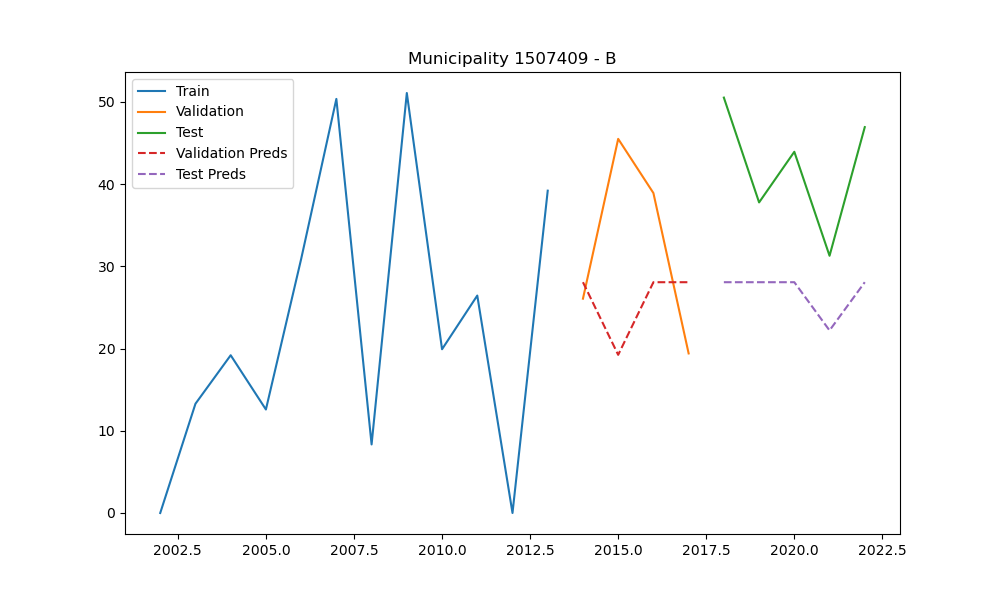 Municipality 1507409 - B
Train
Validation
Test
Validation Preds
Test Preds
50
40
30
20
10
0
2002.5 2005.0 2007.5 2010.0 2012.5 2015.0 2017.5 2020.0 2022.5